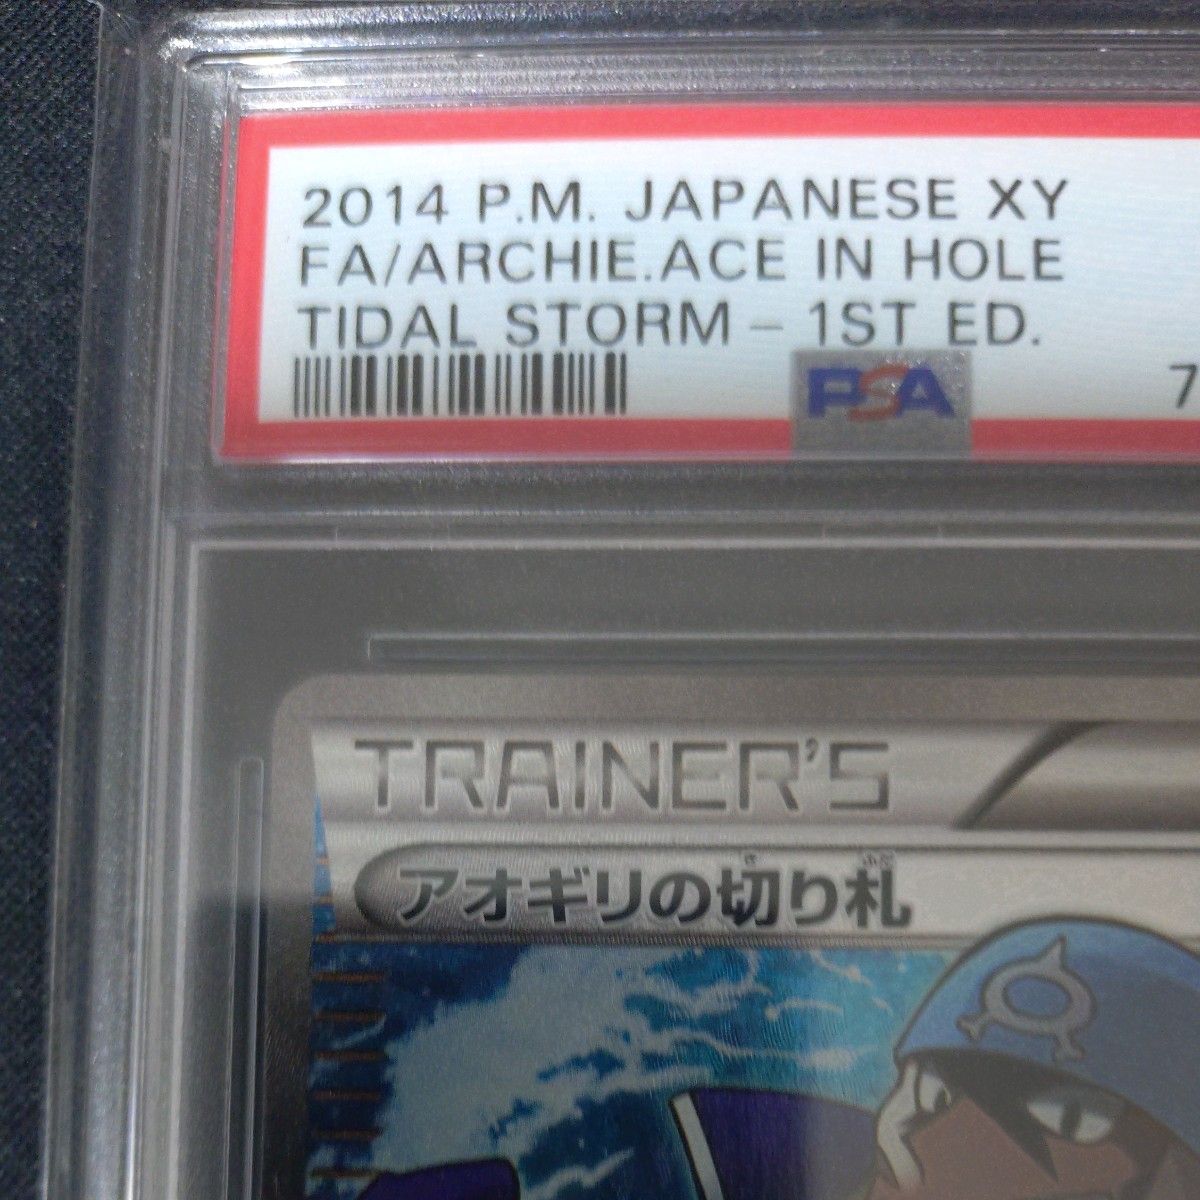 2014 P.M. JAPANESE XY
FA/ARCHIE.ACE IN HOLE
TIDAL STORM - 1ST ED.
PSA
7
TRAINER'S
アオギリの切り札